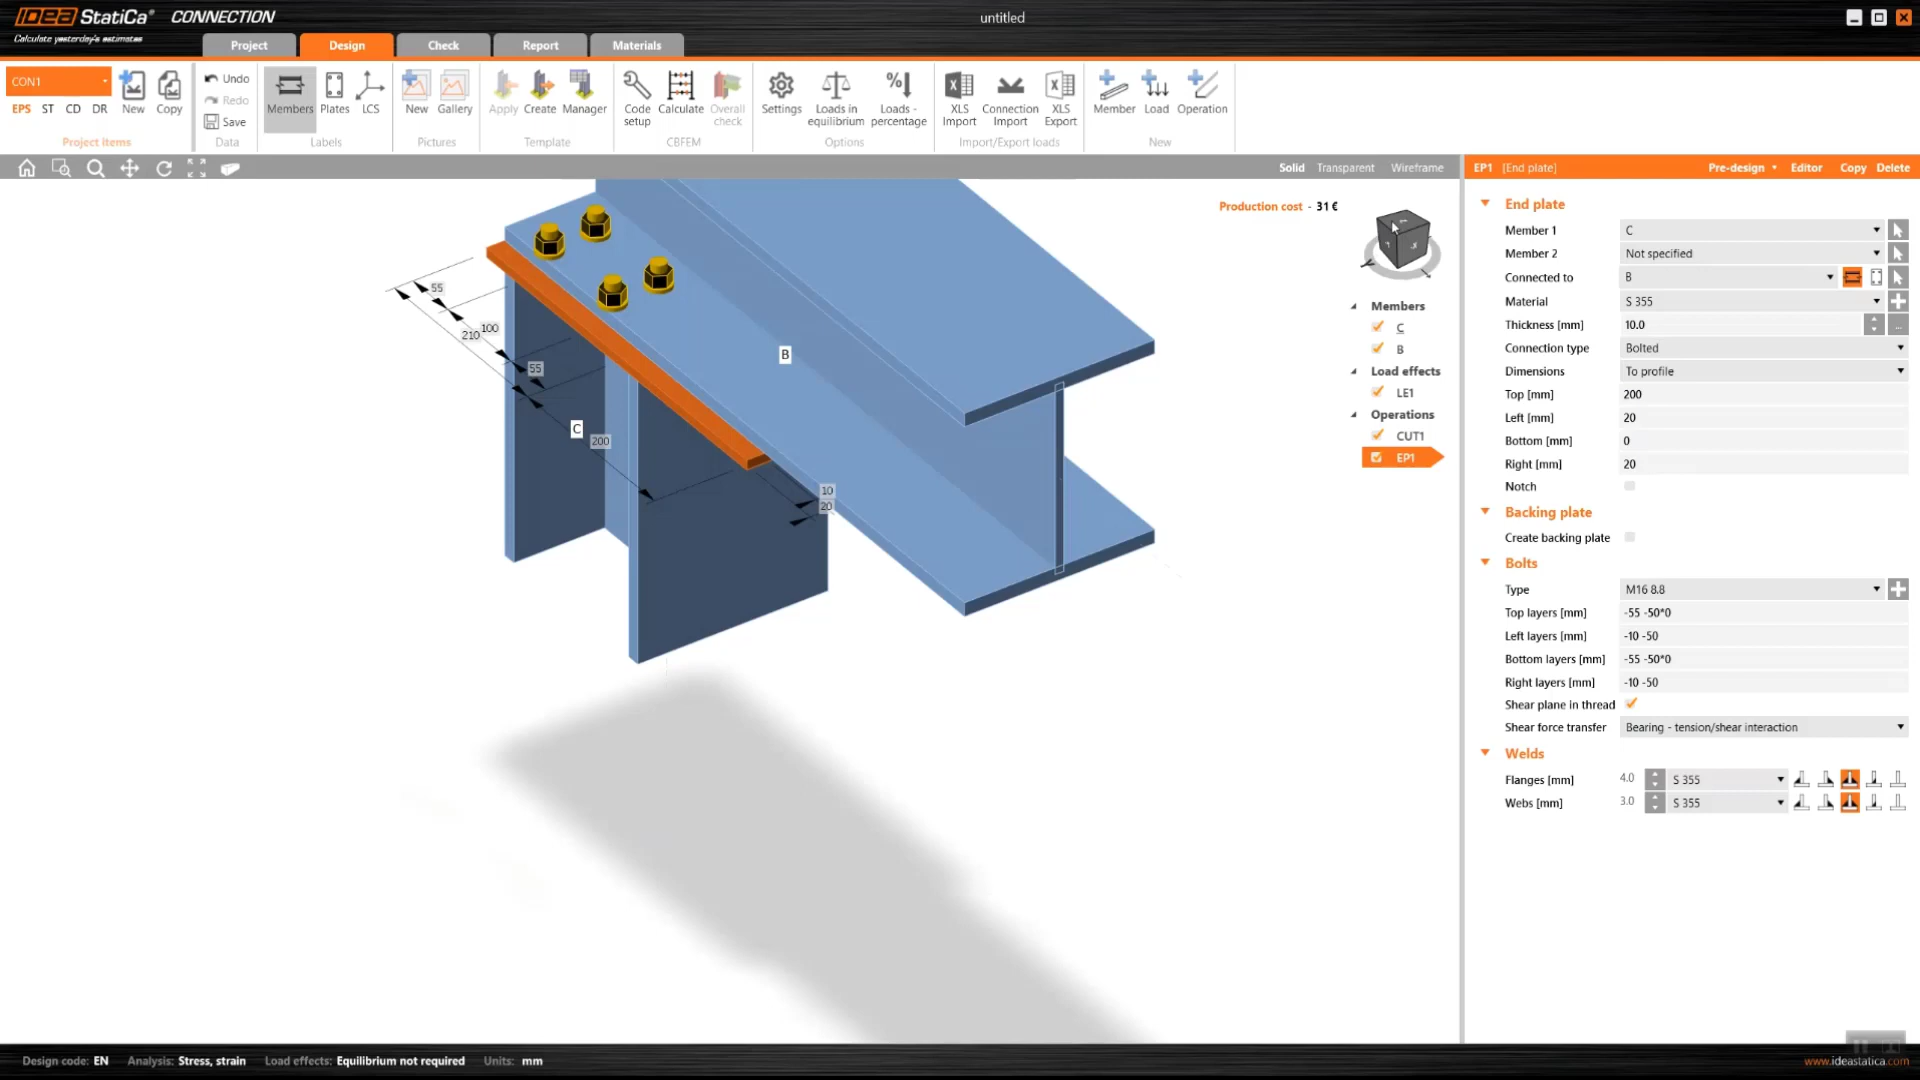 IDEA StatiCa® CONNECTION
Calculate yesterday's estimates
untitled
Project Design Check Report Materials
CON1
EPS ST CD DR
New Copy
Project Items
Undo
Redo
Save
Data
Members Plates LCS
Labels
New Gallery
Pictures
Apply Create Manager
Template
Code setup Calculate Overall check
CBFEM
Settings Loads in equilibrium Loads - percentage
Options
XLS Import Connection Import XLS Export
Import/Export loads
Member Load Operation
New
Solid Transparent Wireframe
EP1 [End plate] Pre-design Editor Copy Delete
Production cost - 31 €
55
100
210
55
200
10
20
B
C
Members
C
B
Load effects
LE1
Operations
CUT1
EP1
End plate
Member 1 C
Member 2 Not specified
Connected to B
Material S 355
Thickness [mm] 10.0
...
Connection type Bolted
Dimensions To profile
Top [mm] 200
Left [mm] 20
Bottom [mm] 0
Right [mm] 20
Notch
Backing plate
Create backing plate
Bolts
Type M16 8.8
Top layers [mm] -55 -50*0
Left layers [mm] -10 -50
Bottom layers [mm] -55 -50*0
Right layers [mm] -10 -50
Shear plane in thread
Shear force transfer Bearing - tension/shear interaction
Welds
Flanges [mm] 4.0 S 355
Webs [mm] 3.0 S 355
Design code: EN Analysis: Stress, strain Load effects: Equilibrium not required Units: mm
www.ideastatica.com